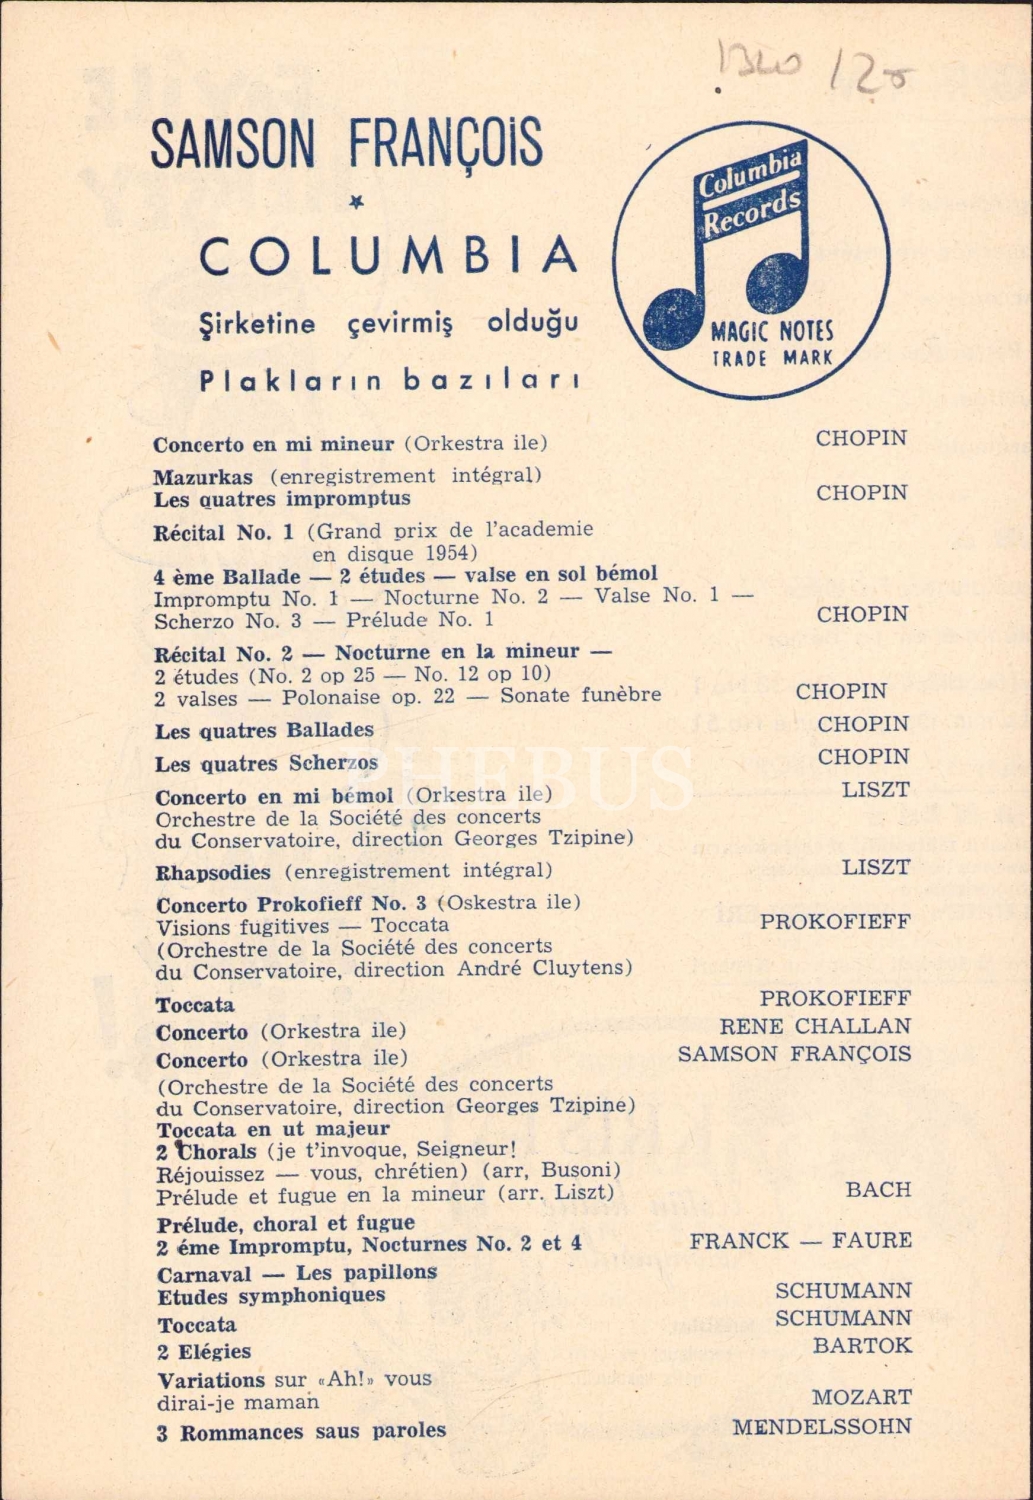 SAMSON FRANÇOiS
COLUMBIA
Şirketine çevirmiş olduğu
Plakların bazıları
Columbia
Records
MAGIC NOTES
TRADE MARK
Concerto en mi mineur (Orkestra ile) CHOPIN
Mazurkas (enregistrement intégral)
Les quatres impromptus CHOPIN
Récital No. 1 (Grand prix de l'academie
en disque 1954)
4 ème Ballade — 2 études — valse en sol bémol
Impromptu No. 1 — Nocturne No. 2 — Valse No. 1 —
Scherzo No. 3 — Prélude No. 1 CHOPIN
Récital No. 2 — Nocturne en la mineur —
2 études (No. 2 op 25 — No. 12 op 10)
2 valses — Polonaise op. 22 — Sonate funèbre CHOPIN
Les quatres Ballades CHOPIN
Les quatres Scherzos CHOPIN
PHEBUS
Concerto en mi bémol (Orkestra ile) LISZT
Orchestre de la Société des concerts
du Conservatoire, direction Georges Tzipine)
Rhapsodies (enregistrement intégral) LISZT
Concerto Prokofieff No. 3 (Oskestra ile)
Visions fugitives — Toccata PROKOFIEFF
(Orchestre de la Société des concerts
du Conservatoire, direction André Cluytens)
Toccata PROKOFIEFF
Concerto (Orkestra ile) RENE CHALLAN
Concerto (Orkestra ile) SAMSON FRANÇOIS
(Orchestre de la Société des concerts
du Conservatoire, direction Georges Tzipine)
Toccata en ut majeur
2 Chorals (je t'invoque, Seigneur!
Réjouissez — vous, chrétien) (arr, Busoni)
Prélude et fugue en la mineur (arr. Liszt) BACH
Prélude, choral et fugue
2 éme Impromptu, Nocturnes No. 2 et 4 FRANCK — FAURE
Carnaval — Les papillons
Etudes symphoniques SCHUMANN
Toccata SCHUMANN
2 Elégies BARTOK
Variations sur «Ah!» vous
dirai-je maman MOZART
3 Rommances saus paroles MENDELSSOHN